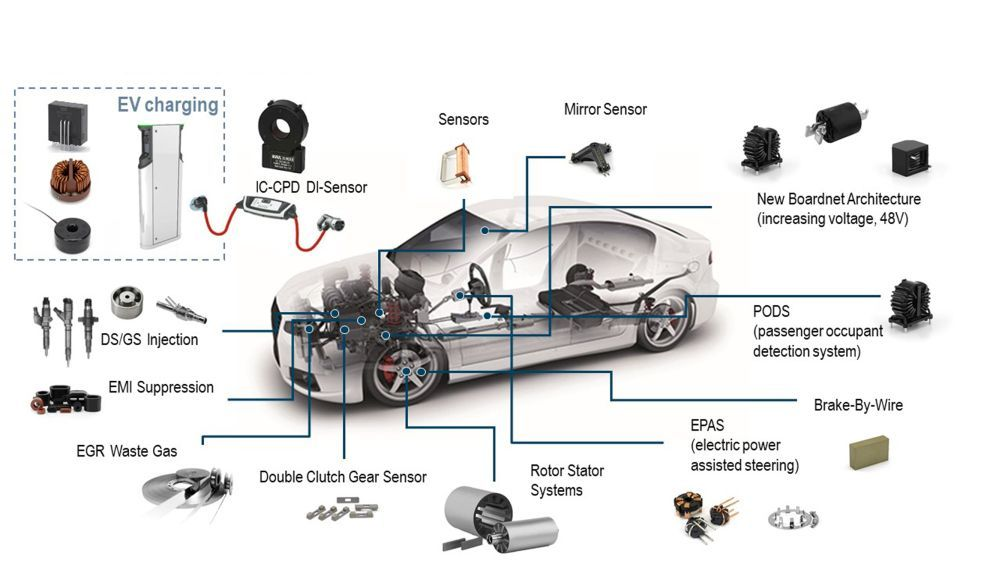 EV charging
IC-CPD DI-Sensor
Sensors
Mirror Sensor
New Boardnet Architecture
(increasing voltage, 48V)
DS/GS Injection
PODS
(passenger occupant
detection system)
EMI Suppression
Brake-By-Wire
EGR Waste Gas
EPAS
(electric power
assisted steering)
Double Clutch Gear Sensor
Rotor Stator
Systems